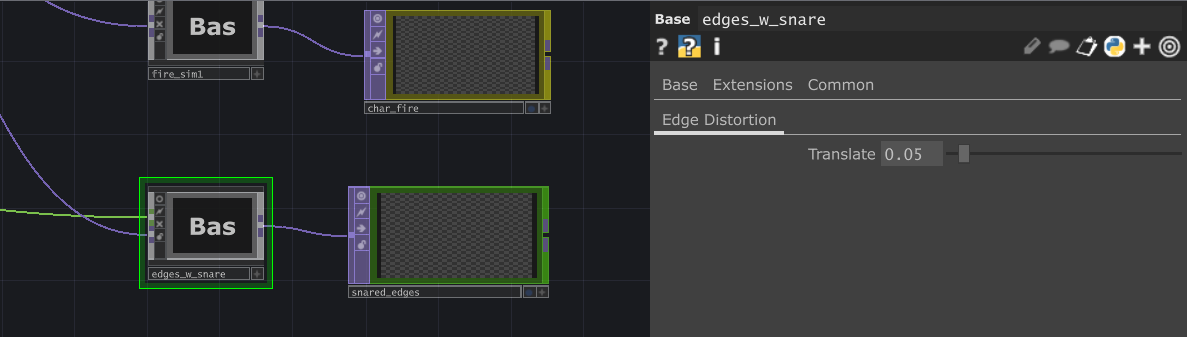 Bas
fire_sim1
char_fire
Bas
edges_w_snare
snared_edges
Base edges_w_snare
? ? i
Base Extensions Common
Edge Distortion
Translate 0.05